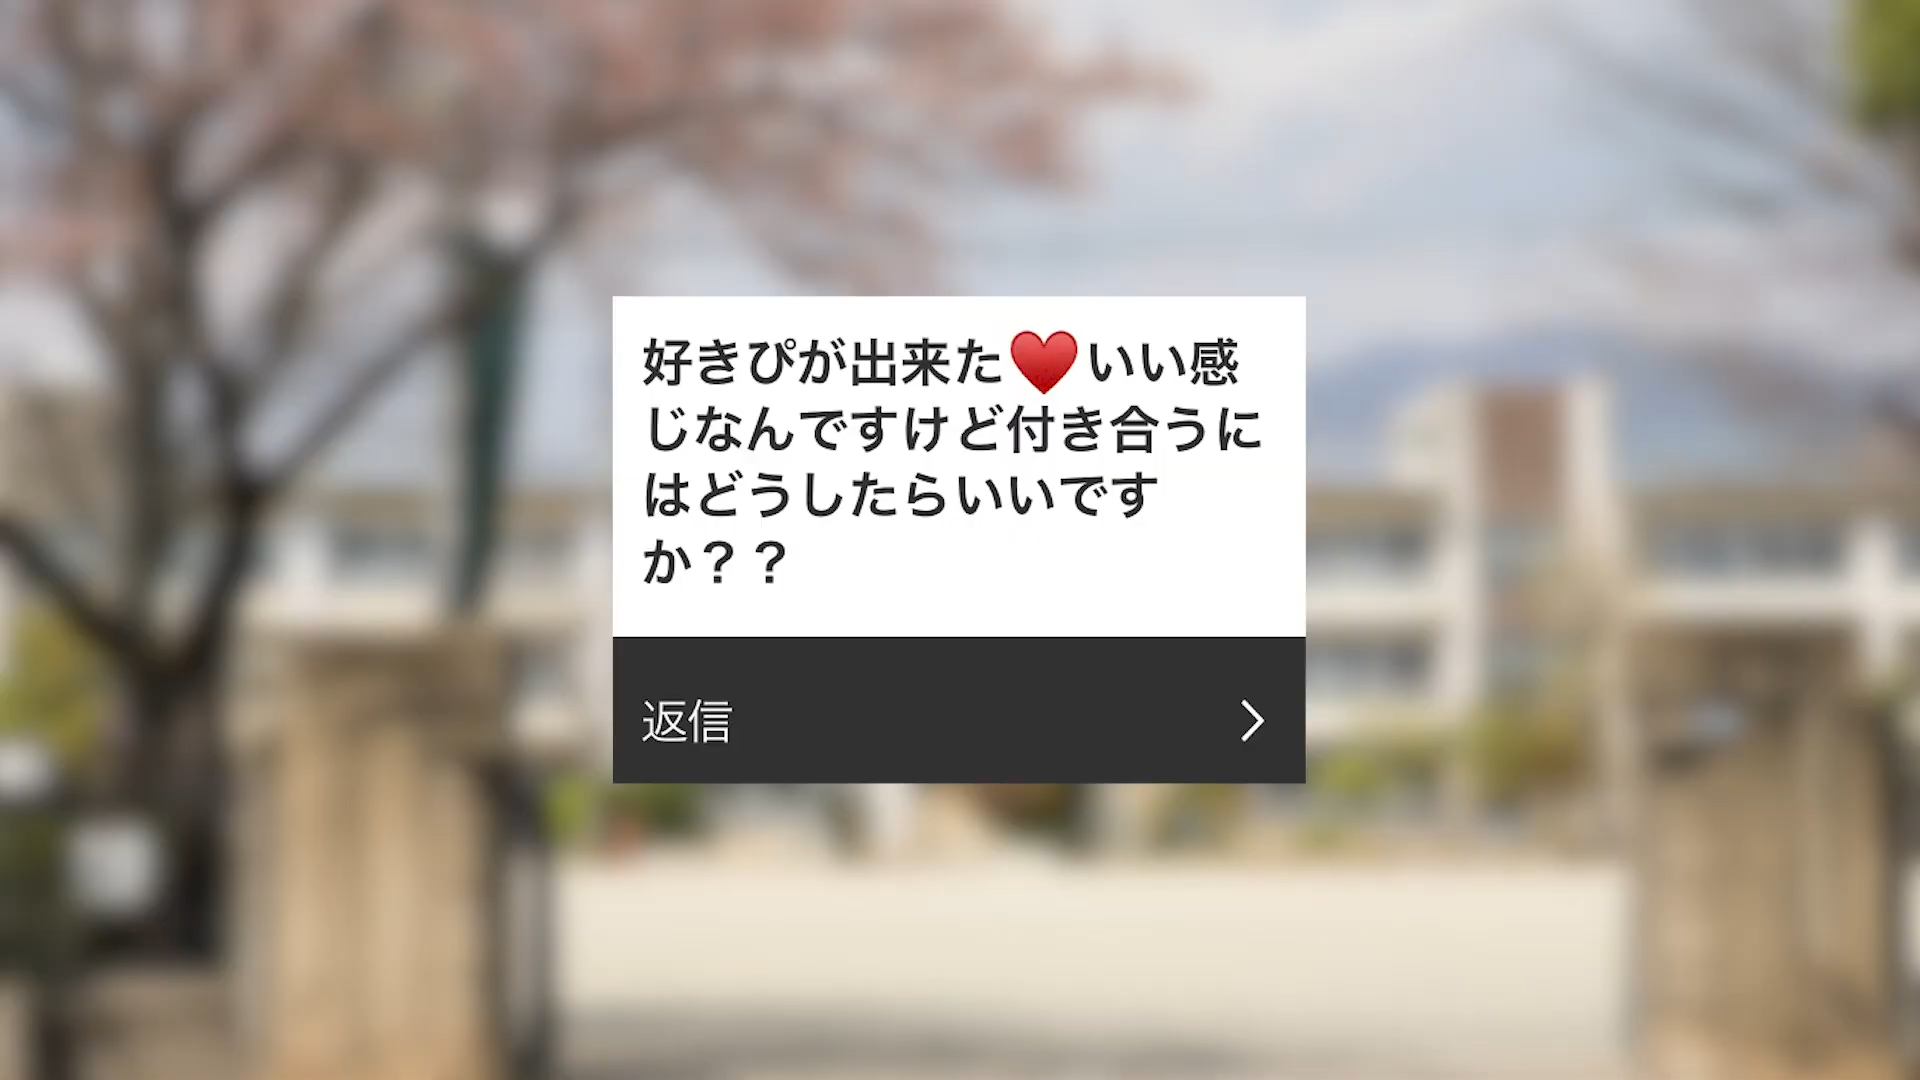 好きぴが出来た♥️いい感
じなんですけど付き合うに
はどうしたらいいです
か？？
返信